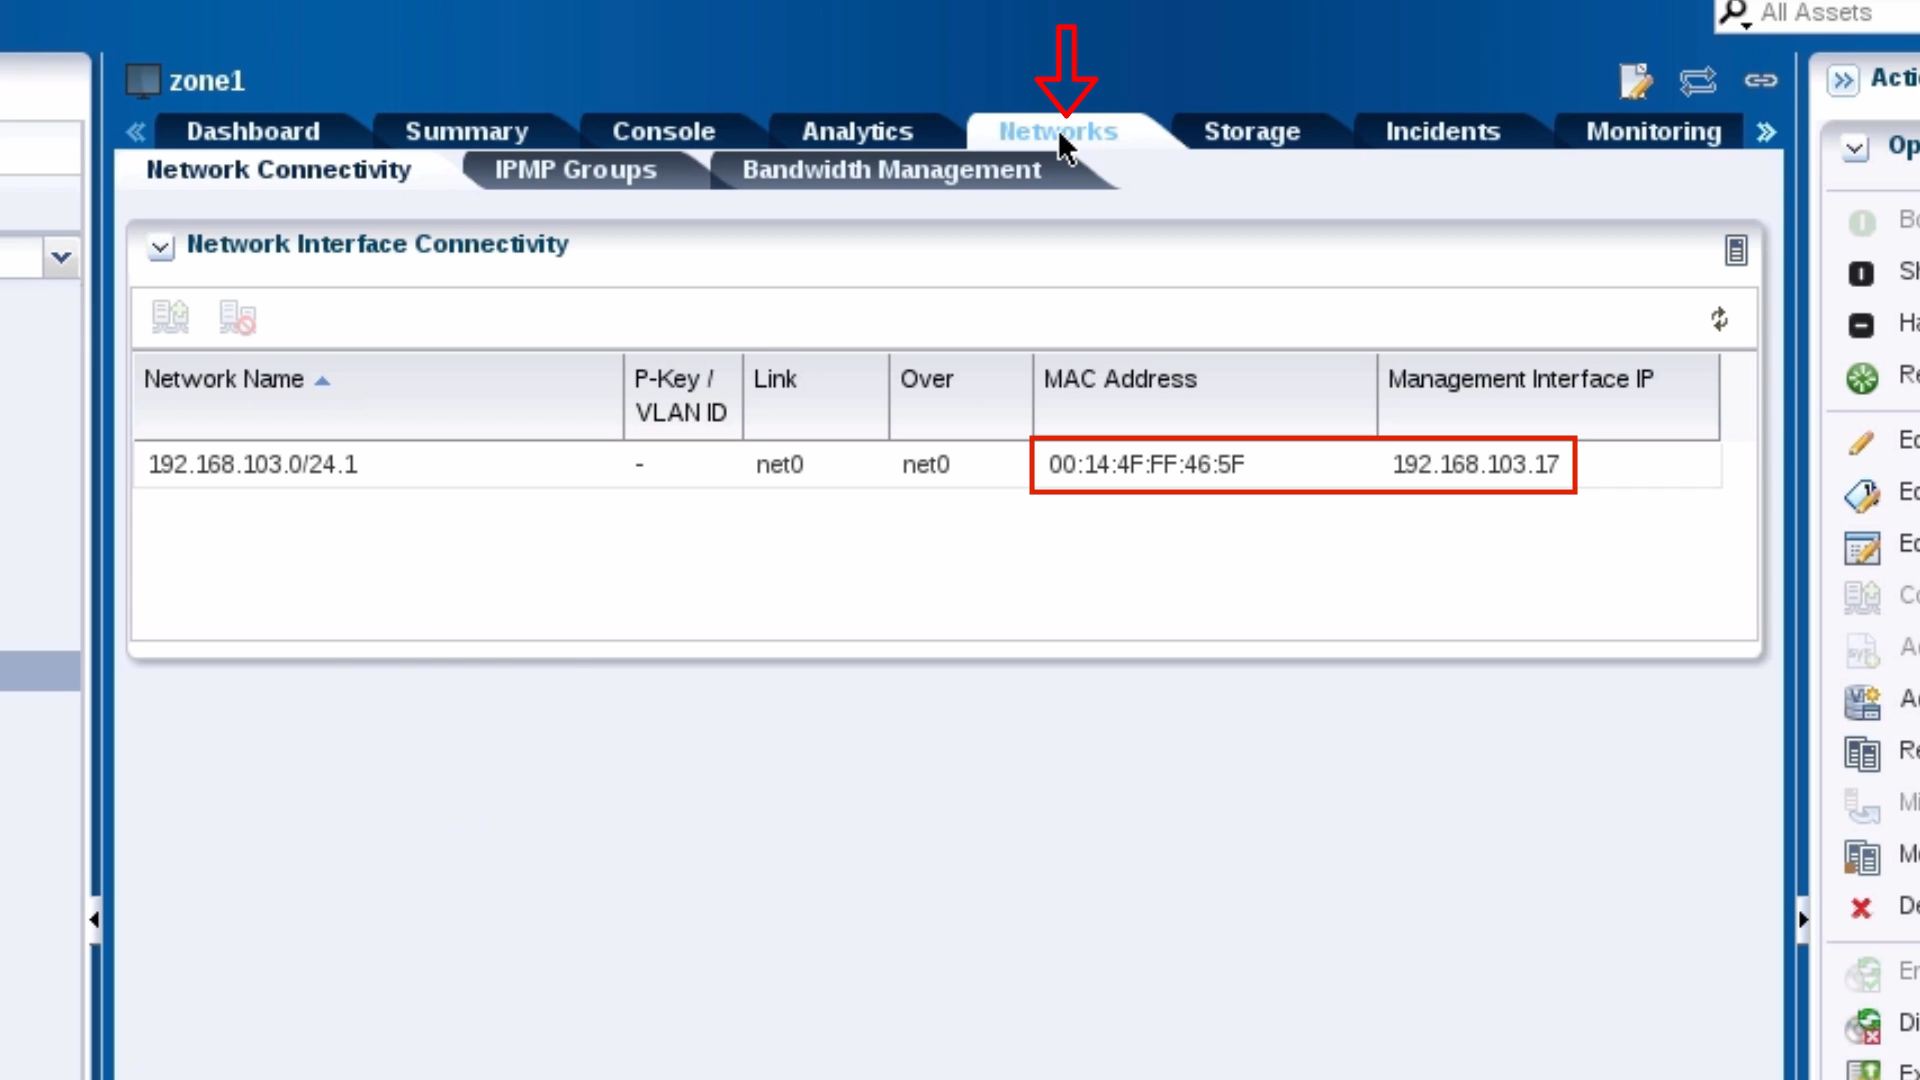 All Assets
zone1
Dashboard
Summary
Console
Analytics
Networks
Storage
Incidents
Monitoring
Network Connectivity
IPMP Groups
Bandwidth Management
Network Interface Connectivity
Network Name
P-Key /
VLAN ID
Link
Over
MAC Address
Management Interface IP
192.168.103.0/24.1
-
net0
net0
00:14:4F:FF:46:5F
192.168.103.17